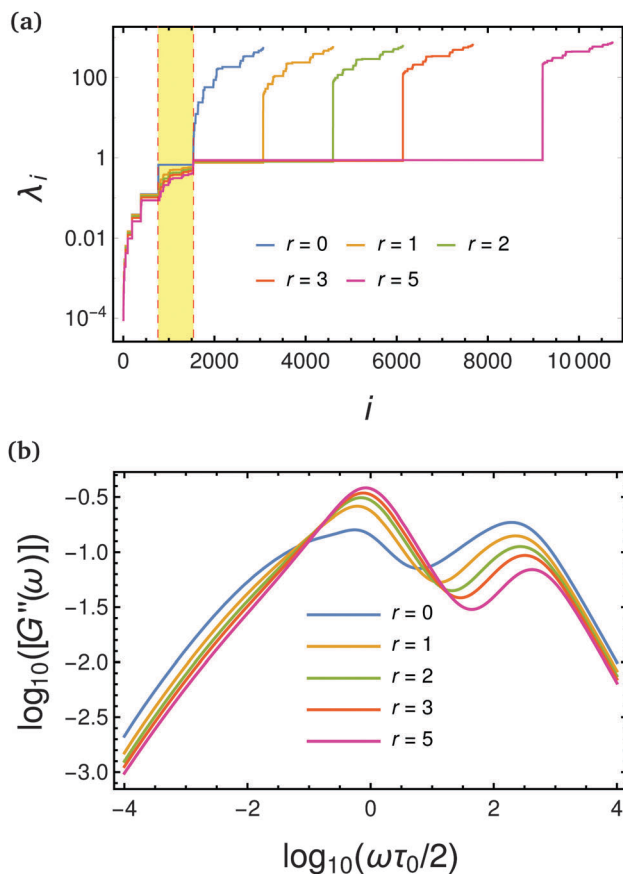 (a)
100
1
0.01
10⁻⁴
λᵢ
r = 0 r = 1 r = 2
r = 3 r = 5
0 2000 4000 6000 8000 10 000
i
(b)
-0.5
-1.0
-1.5
-2.0
-2.5
-3.0
log₁₀([G"(ω)])
r = 0
r = 1
r = 2
r = 3
r = 5
-4 -2 0 2 4
log₁₀(ωτ₀/2)